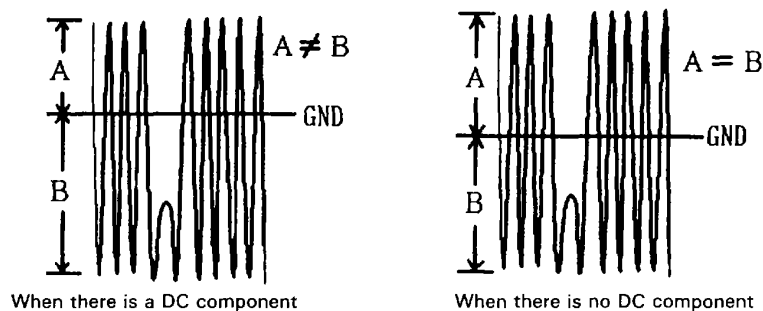 A
B
A ≠ B
GND
When there is a DC component
A
B
A = B
GND
When there is no DC component